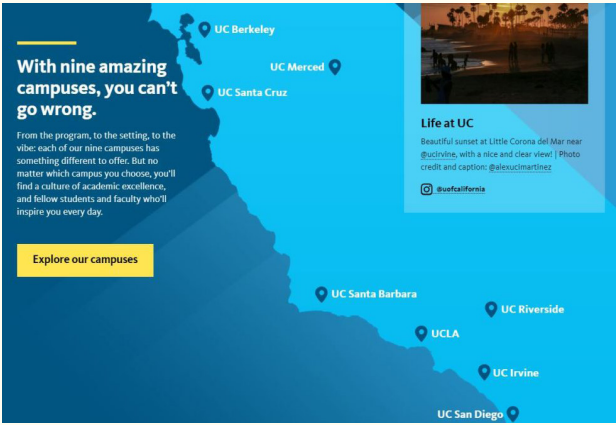 With nine amazing
campuses, you can't
go wrong.
From the program, to the setting, to the
vibe: each of our nine campuses has
something different to offer. But no
matter which campus you choose, you'll
find a culture of academic excellence,
and fellow students and faculty who'll
inspire you every day.
Explore our campuses
UC Berkeley
UC Merced
UC Santa Cruz
Life at UC
Beautiful sunset at Little Corona del Mar near
@ucirvine, with a nice and clear view! | Photo
credit and caption: @alexucimartinez
@uofcalifornia
UC Santa Barbara
UC Riverside
UCLA
UC Irvine
UC San Diego